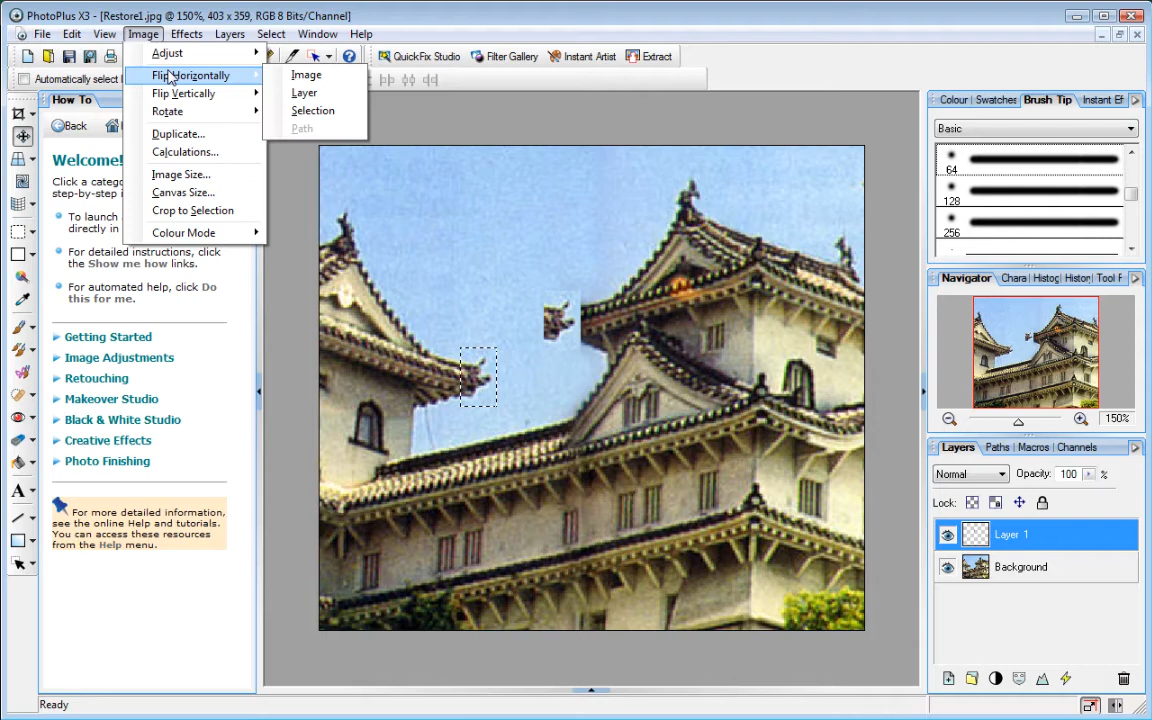 PhotoPlus X3 - [Restore1.jpg @ 150%, 403 x 359, RGB 8 Bits/Channel]
File Edit View Image Effects Layers Select Window Help
QuickFix Studio Filter Gallery Instant Artist Extract
Automatically select
Adjust
Flip Horizontally
Flip Vertically
Rotate
Duplicate...
Calculations...
Image Size...
Canvas Size...
Crop to Selection
Colour Mode
Image
Layer
Selection
Path
How To
Back
Welcome!
Click a categ
step-by-step i
To launch
directly in
For detailed instructions, click
the Show me how links.
For automated help, click Do
this for me.
Getting Started
Image Adjustments
Retouching
Makeover Studio
Black & White Studio
Creative Effects
Photo Finishing
For more detailed information,
see the online Help and tutorials.
You can access these resources
from the Help menu.
Colour Swatches Brush Tip Instant Ef
Basic
64
128
256
Navigator Chara Histog Histor Tool F
150%
Layers Paths Macros Channels
Normal Opacity: 100 %
Lock:
Layer 1
Background
Ready